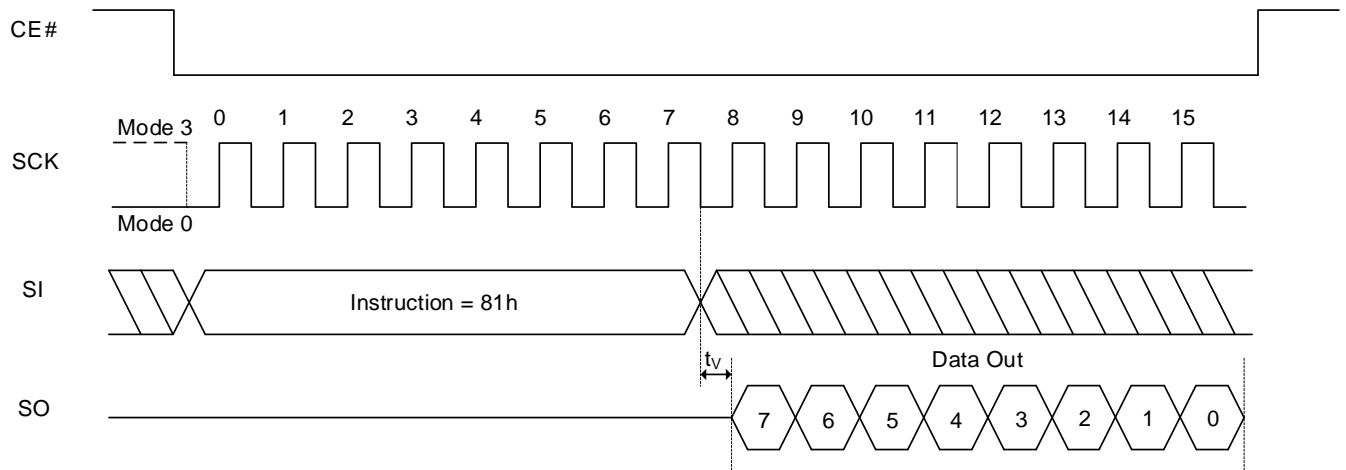 CE#
Mode 3
0 1 2 3 4 5 6 7 8 9 10 11 12 13 14 15
SCK
Mode 0
SI
Instruction = 81h
tV
Data Out
SO
7 6 5 4 3 2 1 0